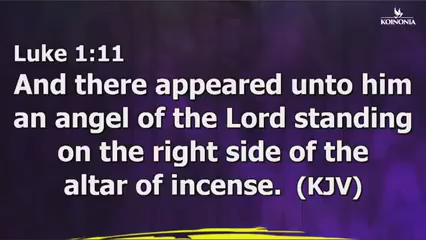 KOINONIA
Luke 1:11
And there appeared unto him
an angel of the Lord standing
on the right side of the
altar of incense. (KJV)